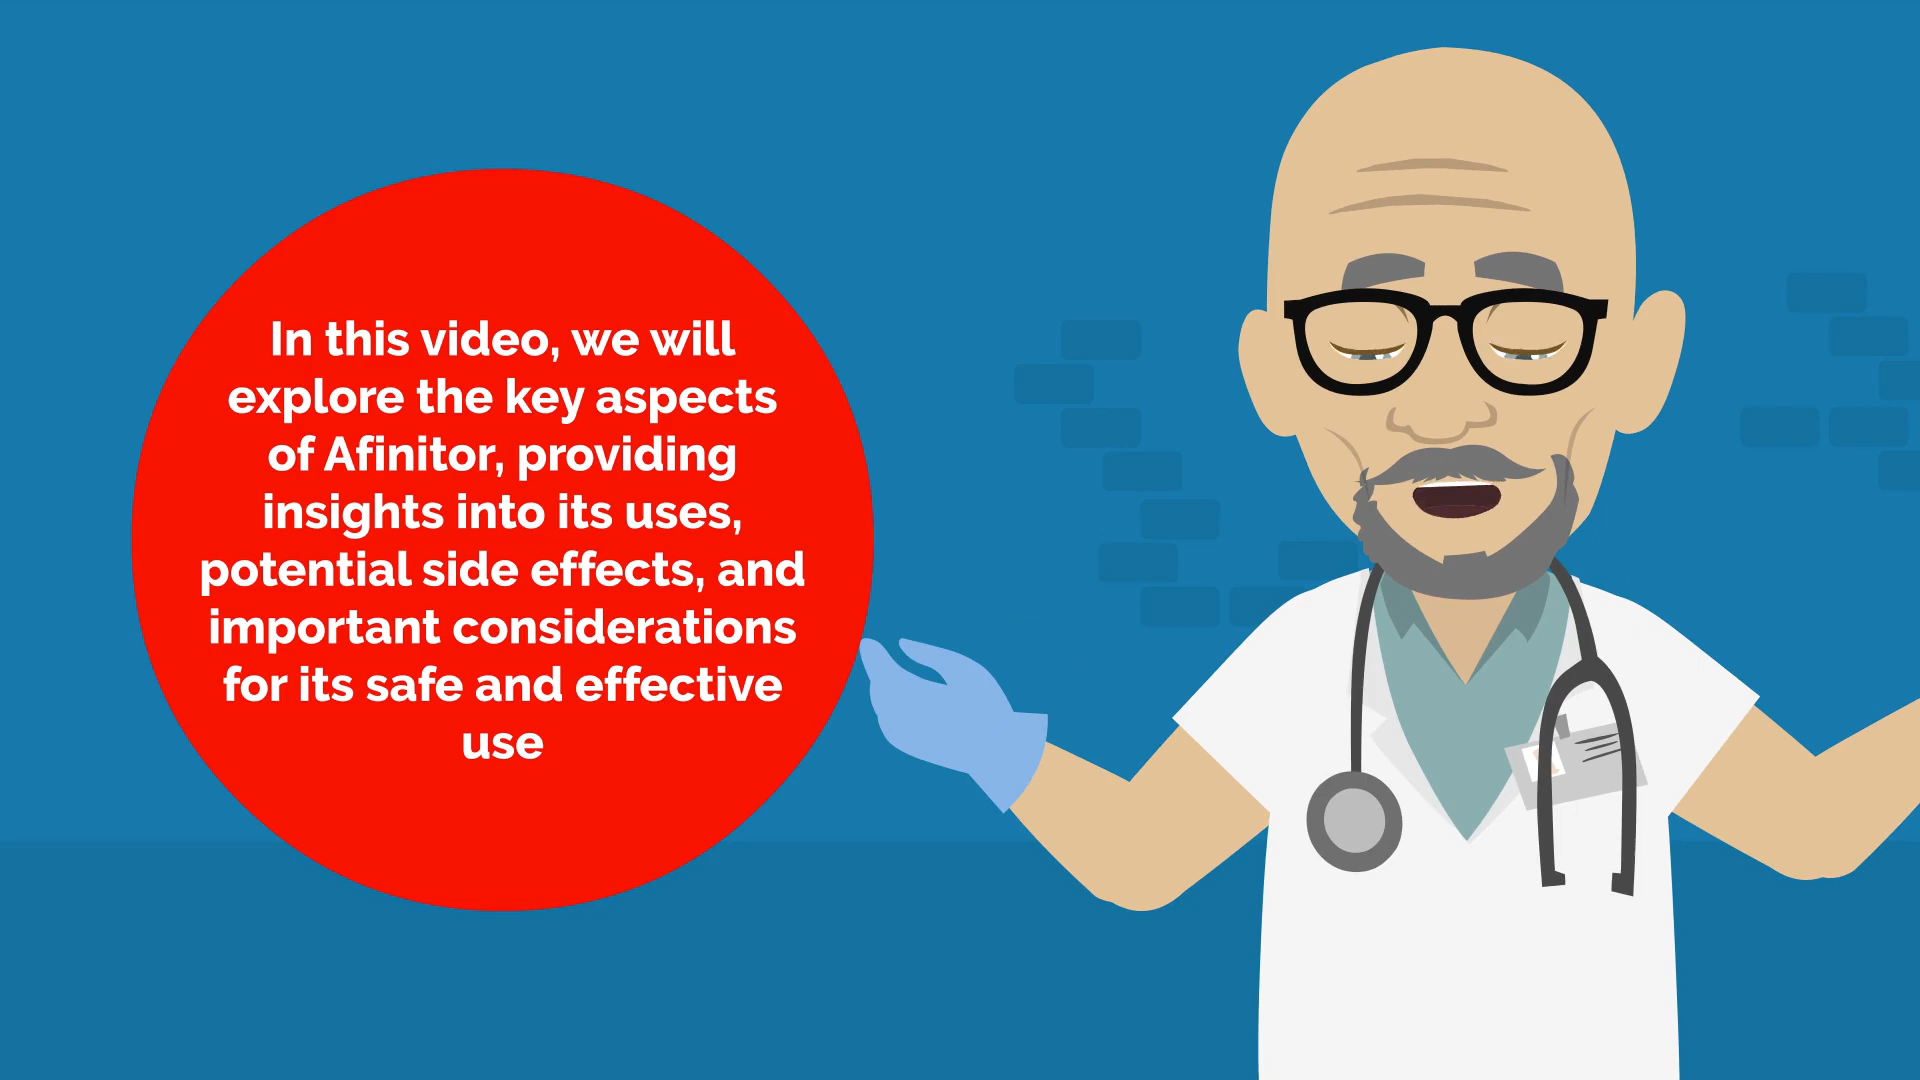 In this video, we will
explore the key aspects
of Afinitor, providing
insights into its uses,
potential side effects, and
important considerations
for its safe and effective
use